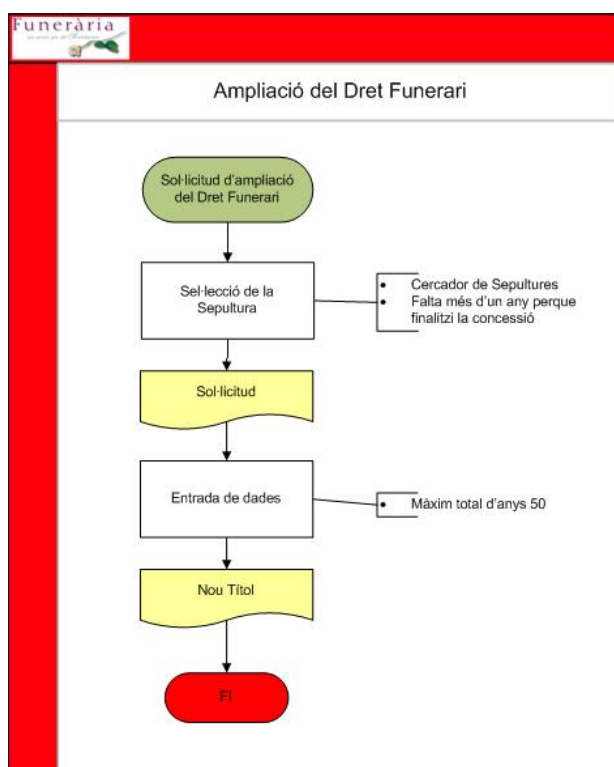 Funerària
Ampliació del Dret Funerari
Sol·licitud d'ampliació
del Dret Funerari
Sel·lecció de la
Sepultura
• Cercador de Sepultures
• Falta més d'un any perque
finalitzi la concessió
Sol·licitud
Entrada de dades
• Màxim total d'anys 50
Nou Títol
FI